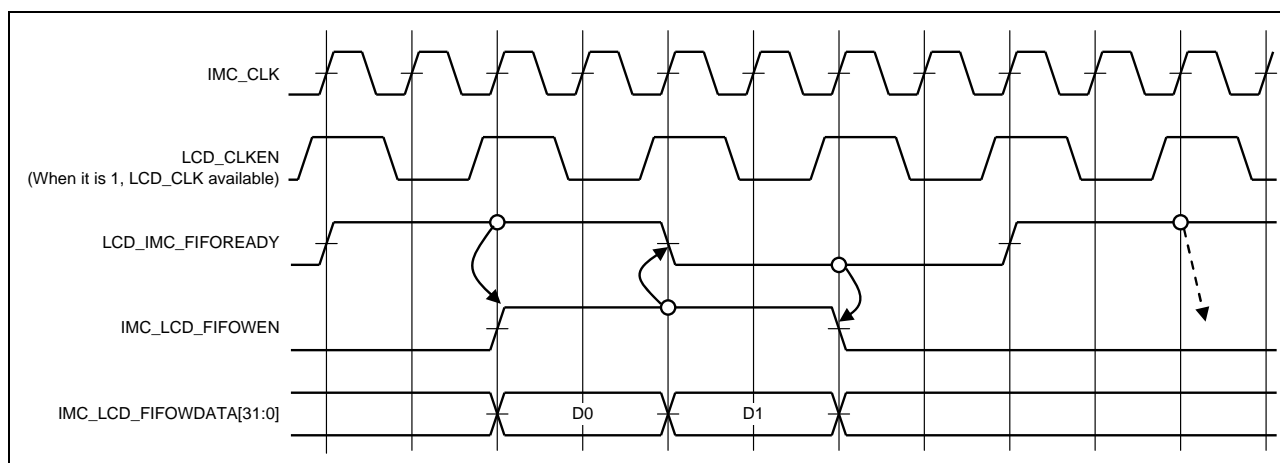 IMC_CLK
LCD_CLKEN
(When it is 1, LCD_CLK available)
LCD_IMC_FIFOREADY
IMC_LCD_FIFOWEN
IMC_LCD_FIFOWDATA[31:0]
D0
D1